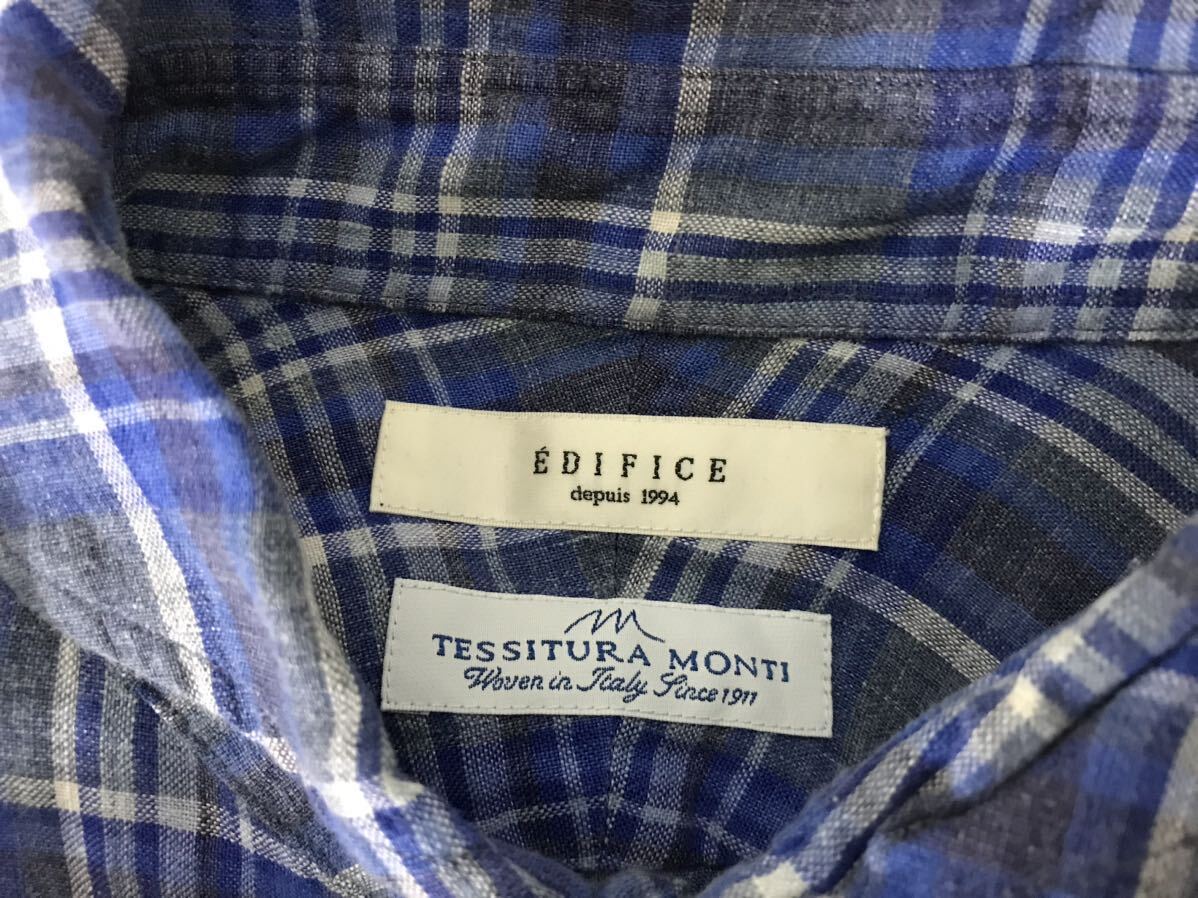 ÉDIFICE
depuis 1994
TESSITURA MONTI
Woven in Italy Since 1911